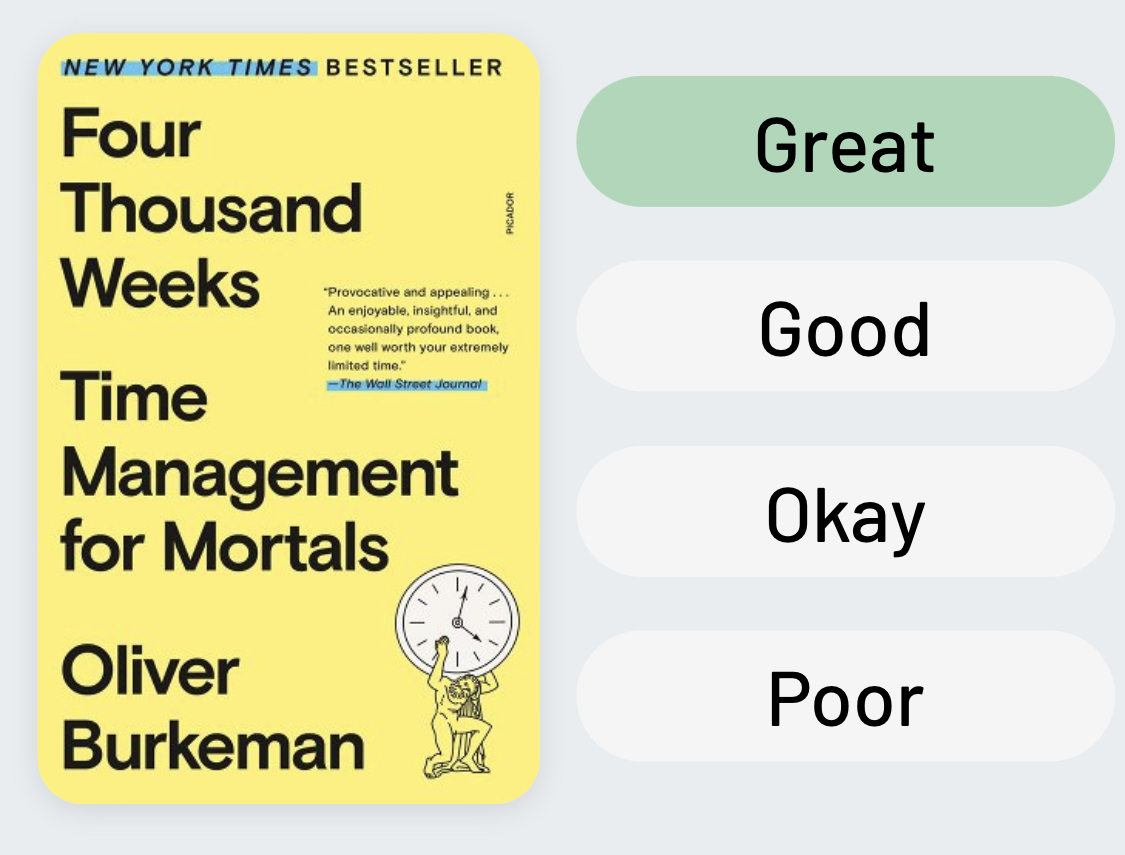 NEW YORK TIMES BESTSELLER
Four
Thousand
Weeks
PICADOR
“Provocative and appealing . . .
An enjoyable, insightful, and
occasionally profound book,
one well worth your extremely
limited time.”
—The Wall Street Journal
Time
Management
for Mortals
Oliver
Burkeman
Great
Good
Okay
Poor